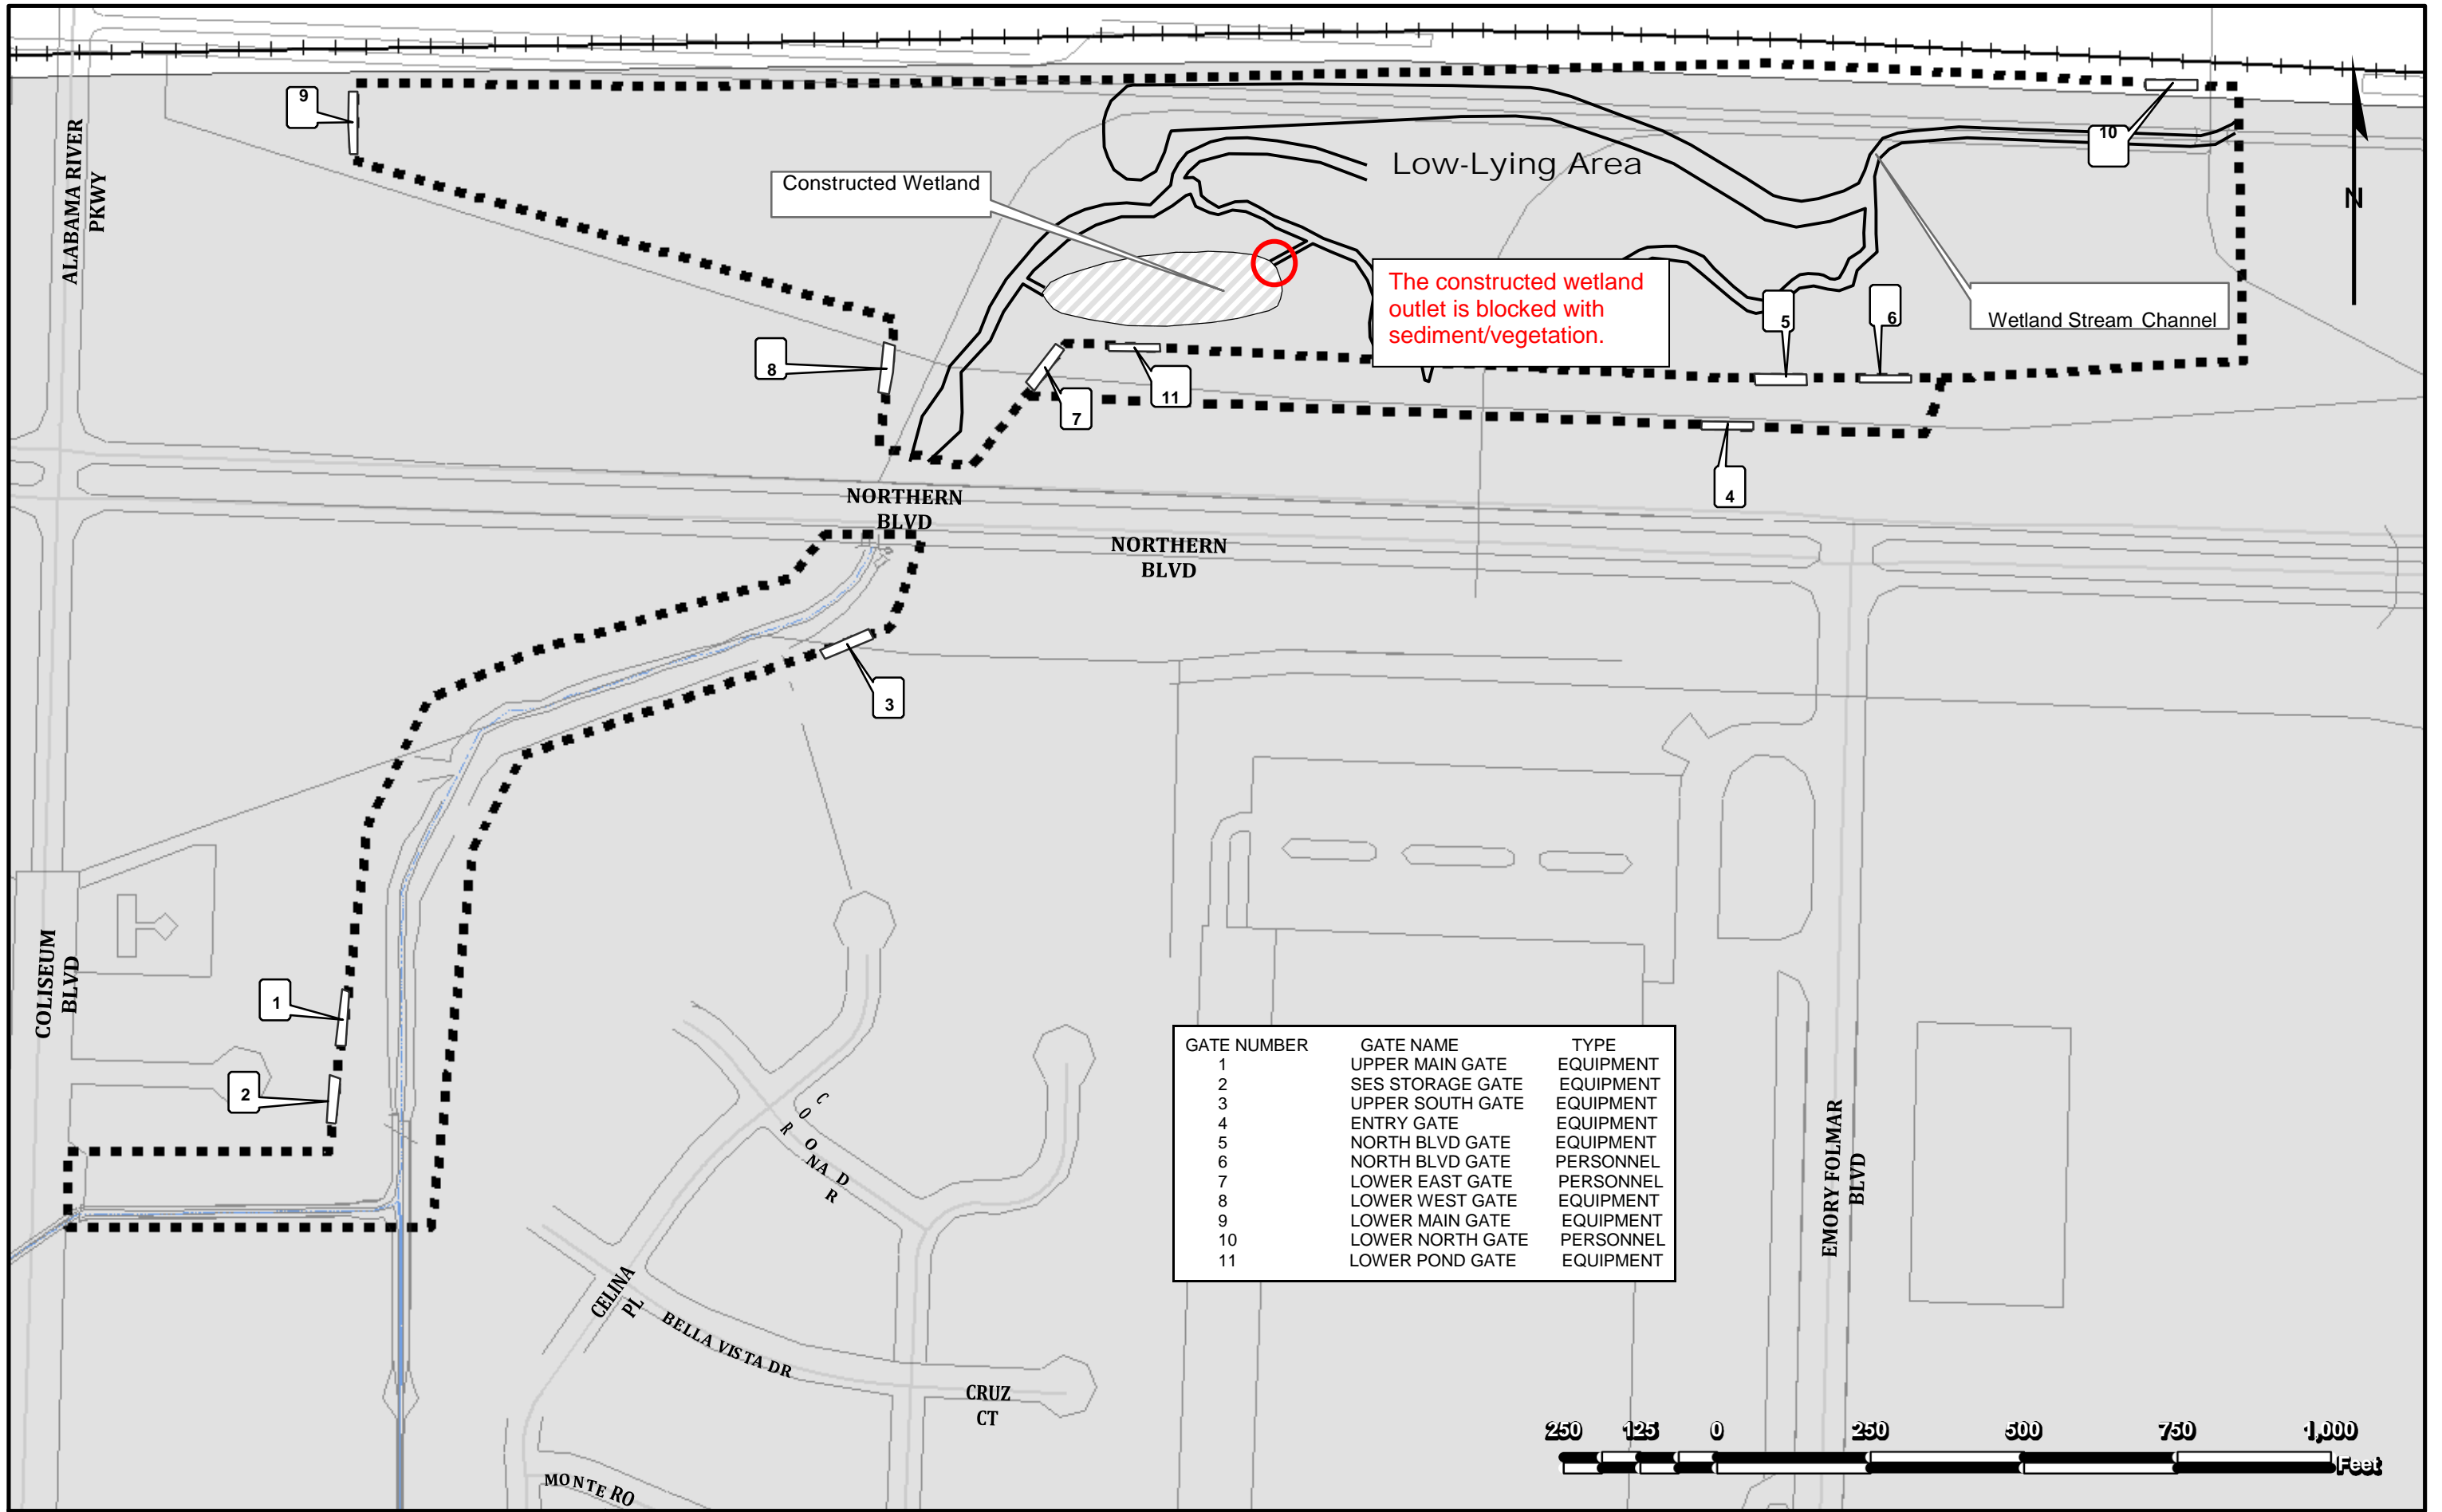 9
10
ALABAMA RIVER
PKWY
Low-Lying Area
Constructed Wetland
N
The constructed wetland
outlet is blocked with
sediment/vegetation.
5
6
Wetland Stream Channel
8
11
7
4
NORTHERN
BLVD
NORTHERN
BLVD
3
COLISEUM
BLVD
1
2
GATE NUMBER GATE NAME TYPE
1 UPPER MAIN GATE EQUIPMENT
2 SES STORAGE GATE EQUIPMENT
3 UPPER SOUTH GATE EQUIPMENT
4 ENTRY GATE EQUIPMENT
5 NORTH BLVD GATE EQUIPMENT
6 NORTH BLVD GATE PERSONNEL
7 LOWER EAST GATE PERSONNEL
8 LOWER WEST GATE EQUIPMENT
9 LOWER MAIN GATE EQUIPMENT
10 LOWER NORTH GATE PERSONNEL
11 LOWER POND GATE EQUIPMENT
CORONA DR
EMORY FOLMAR
BLVD
CELINA
PL
BELLA VISTA DR
CRUZ
CT
MONTE RO
250 125 0 250 500 750 1,000
Feet